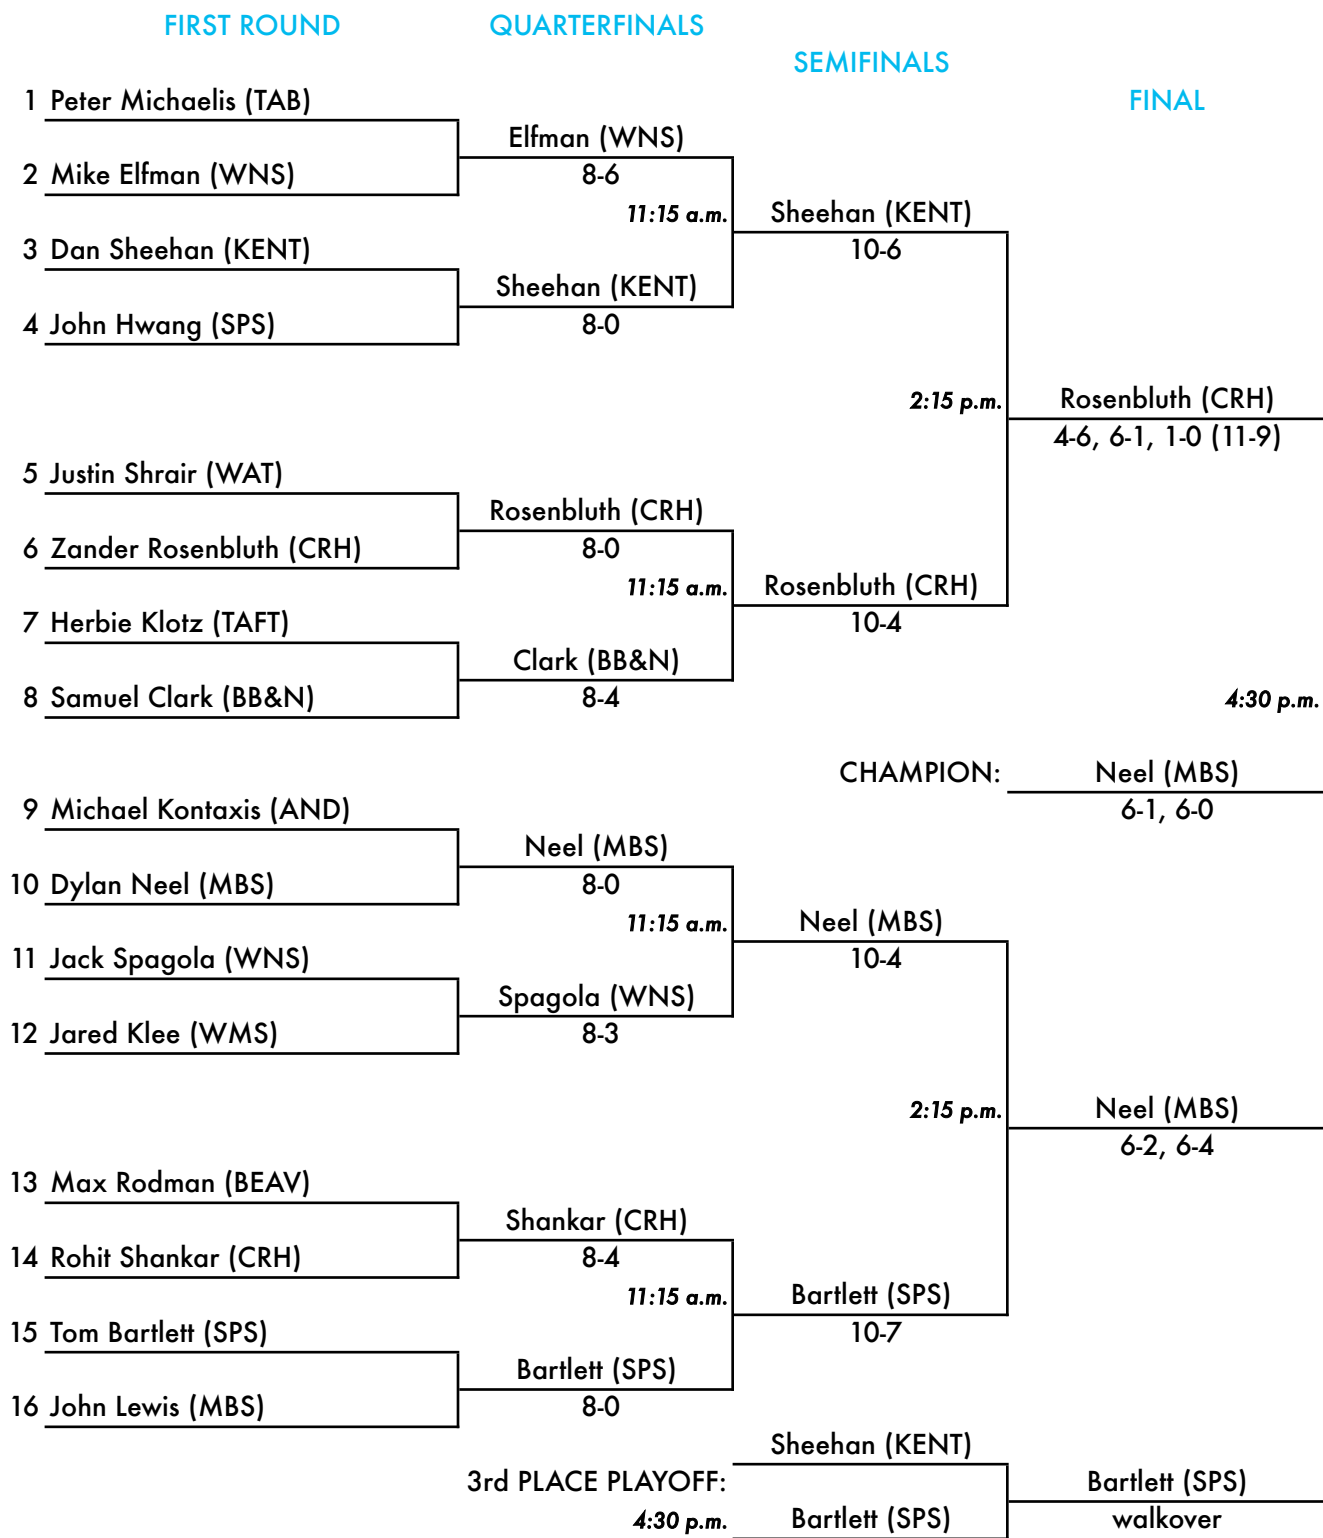 FIRST ROUND QUARTERFINALS
SEMIFINALS
FINAL
1 Peter Michaelis (TAB)
Elfman (WNS)
2 Mike Elfman (WNS) 8-6
11:15 a.m. Sheehan (KENT)
3 Dan Sheehan (KENT) 10-6
Sheehan (KENT)
4 John Hwang (SPS) 8-0
2:15 p.m. Rosenbluth (CRH)
4-6, 6-1, 1-0 (11-9)
5 Justin Shrair (WAT)
Rosenbluth (CRH)
6 Zander Rosenbluth (CRH) 8-0
11:15 a.m. Rosenbluth (CRH)
7 Herbie Klotz (TAFT) 10-4
Clark (BB&N)
8 Samuel Clark (BB&N) 8-4 4:30 p.m.
CHAMPION: Neel (MBS)
9 Michael Kontaxis (AND) 6-1, 6-0
Neel (MBS)
10 Dylan Neel (MBS) 8-0
11:15 a.m. Neel (MBS)
11 Jack Spagola (WNS) 10-4
Spagola (WNS)
12 Jared Klee (WMS) 8-3
2:15 p.m. Neel (MBS)
6-2, 6-4
13 Max Rodman (BEAV)
Shankar (CRH)
14 Rohit Shankar (CRH) 8-4
11:15 a.m. Bartlett (SPS)
15 Tom Bartlett (SPS) 10-7
Bartlett (SPS)
16 John Lewis (MBS) 8-0
Sheehan (KENT)
3rd PLACE PLAYOFF: Bartlett (SPS)
4:30 p.m. Bartlett (SPS) walkover